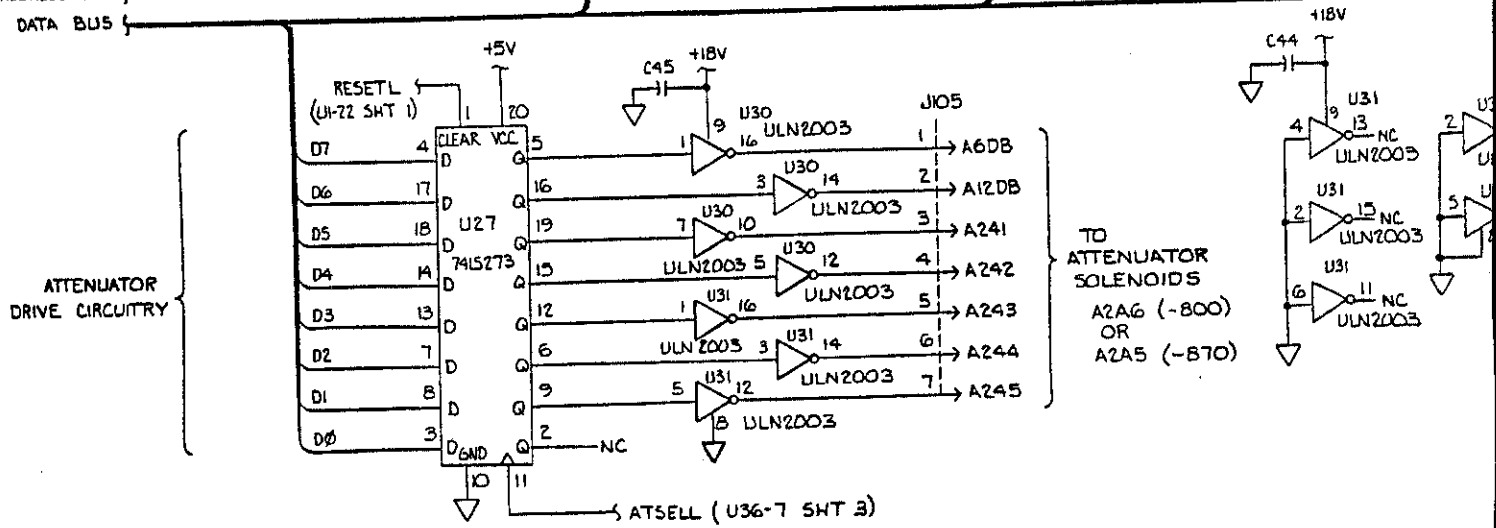 DATA BUS
+5V
+18V
C45
+18V
C44
RESETL
(U1-22 SHT 1)
1
20
CLEAR VCC
9
U30
ULN2003
J105
D7 4 D Q 5
1
16
1
A6DB
D6 17 D Q 16
3
U30
14
ULN2003
2
A12DB
D5 18 D U27 Q 19
7
U30
10
ULN2003
3
A241
74LS273
D4 14 D Q 15
5
U30
12
ULN2003
4
A242
D3 13 D Q 12
1
U31
16
ULN2003
5
A243
D2 7 D Q 6
3
U31
14
ULN2003
6
A244
D1 8 D Q 9
5
U31
12
8
ULN2003
7
A245
DØ 3 D Q 2 NC
GND
10
11
ATSELL (U36-7 SHT 3)
ATTENUATOR
DRIVE CIRCUITRY
TO
ATTENUATOR
SOLENOIDS
A2A6 (-800)
OR
A2A5 (-870)
4
9
U31
13 NC
ULN2003
2
U31
15 NC
ULN2003
6
U31
11 NC
ULN2003
2
5